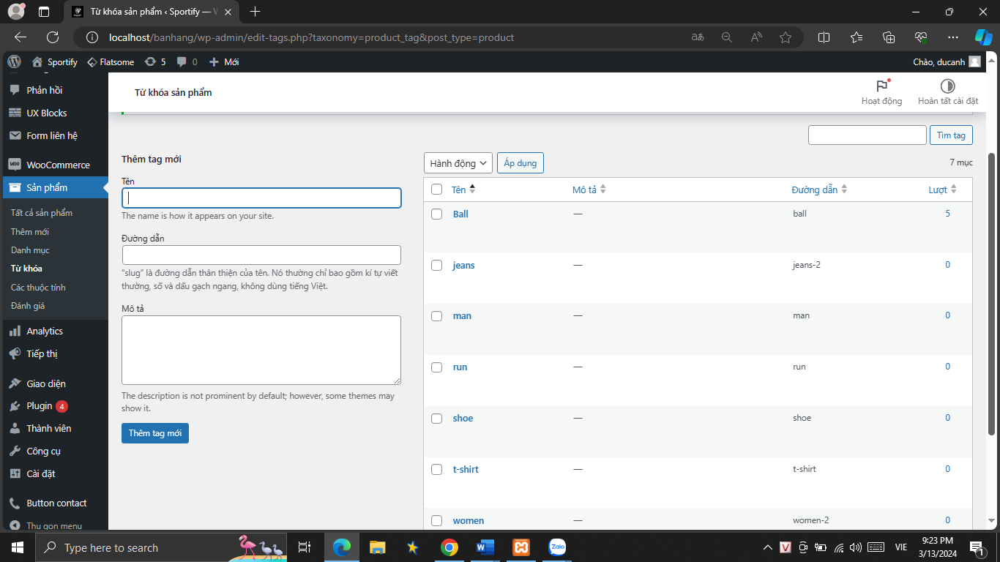 Từ khóa sản phẩm ‹ Sportify — W
localhost/banhang/wp-admin/edit-tags.php?taxonomy=product_tag&post_type=product
Sportify
Flatsome
5
0
Mới
Chào, ducanh
Phản hồi
UX Blocks
Form liên hệ
WooCommerce
Sản phẩm
Tất cả sản phẩm
Thêm mới
Danh mục
Từ khóa
Các thuộc tính
Đánh giá
Analytics
Tiếp thị
Giao diện
Plugin 4
Thành viên
Công cụ
Cài đặt
Button contact
Thu gọn menu
Từ khóa sản phẩm
Hoạt động
Hoàn tất cài đặt
Tìm tag
Thêm tag mới
Tên
The name is how it appears on your site.
Đường dẫn
“slug” là đường dẫn thân thiện của tên. Nó thường chỉ bao gồm kí tự viết
thường, số và dấu gạch ngang, không dùng tiếng Việt.
Mô tả
The description is not prominent by default; however, some themes may
show it.
Thêm tag mới
Hành động
Áp dụng
7 mục
Tên Mô tả Đường dẫn Lượt
Ball — ball 5
jeans — jeans-2 0
man — man 0
run — run 0
shoe — shoe 0
t-shirt — t-shirt 0
women — women-2 0
Type here to search
VIE
9:23 PM
3/13/2024
1